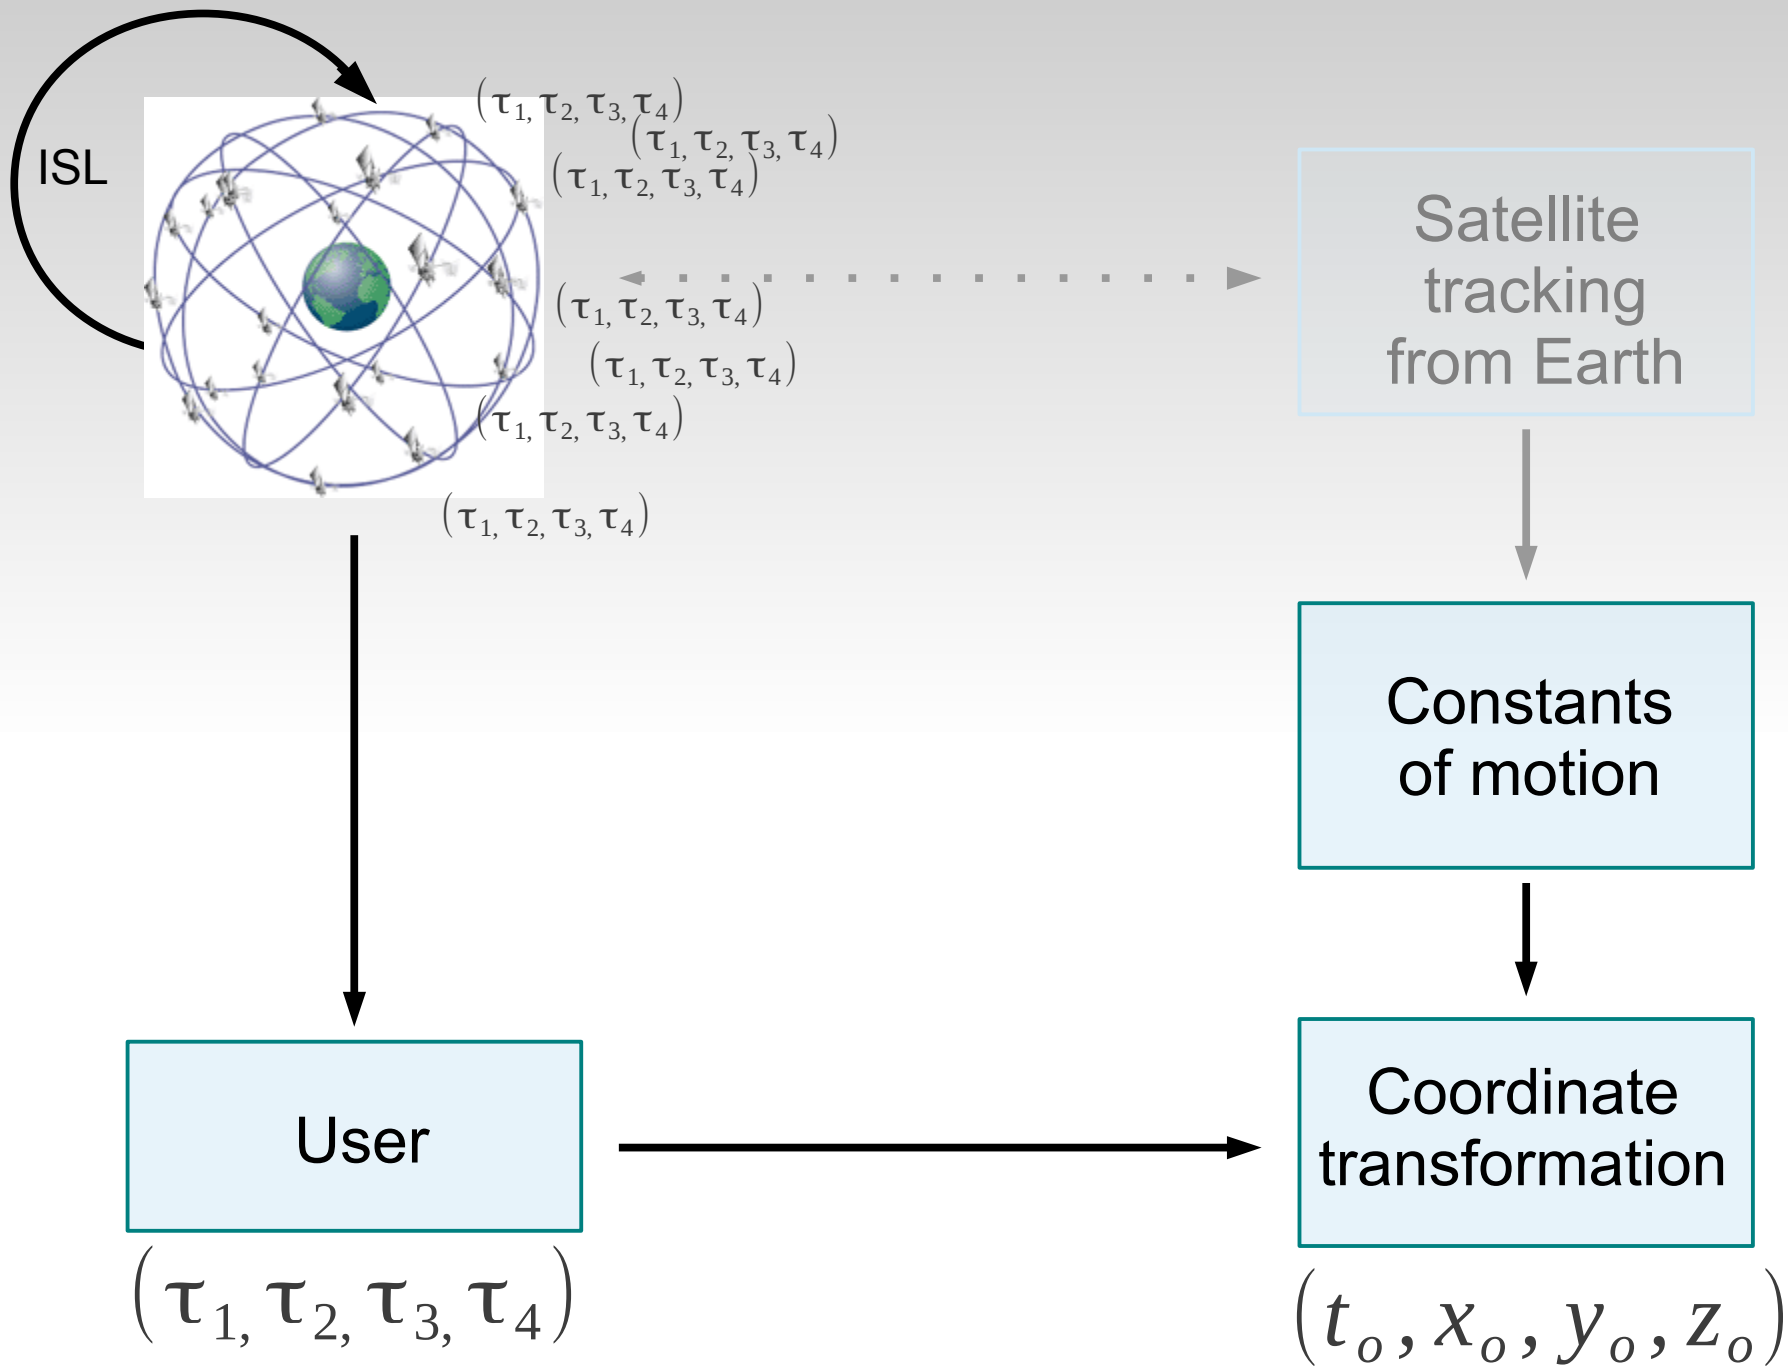 (τ₁, τ₂, τ₃, τ₄)
(τ₁, τ₂, τ₃, τ₄)
ISL
(τ₁, τ₂, τ₃, τ₄)
Satellite
tracking
from Earth
(τ₁, τ₂, τ₃, τ₄)
(τ₁, τ₂, τ₃, τ₄)
(τ₁, τ₂, τ₃, τ₄)
(τ₁, τ₂, τ₃, τ₄)
Constants
of motion
User
Coordinate
transformation
(τ₁, τ₂, τ₃, τ₄)
(tₒ, xₒ, yₒ, zₒ)